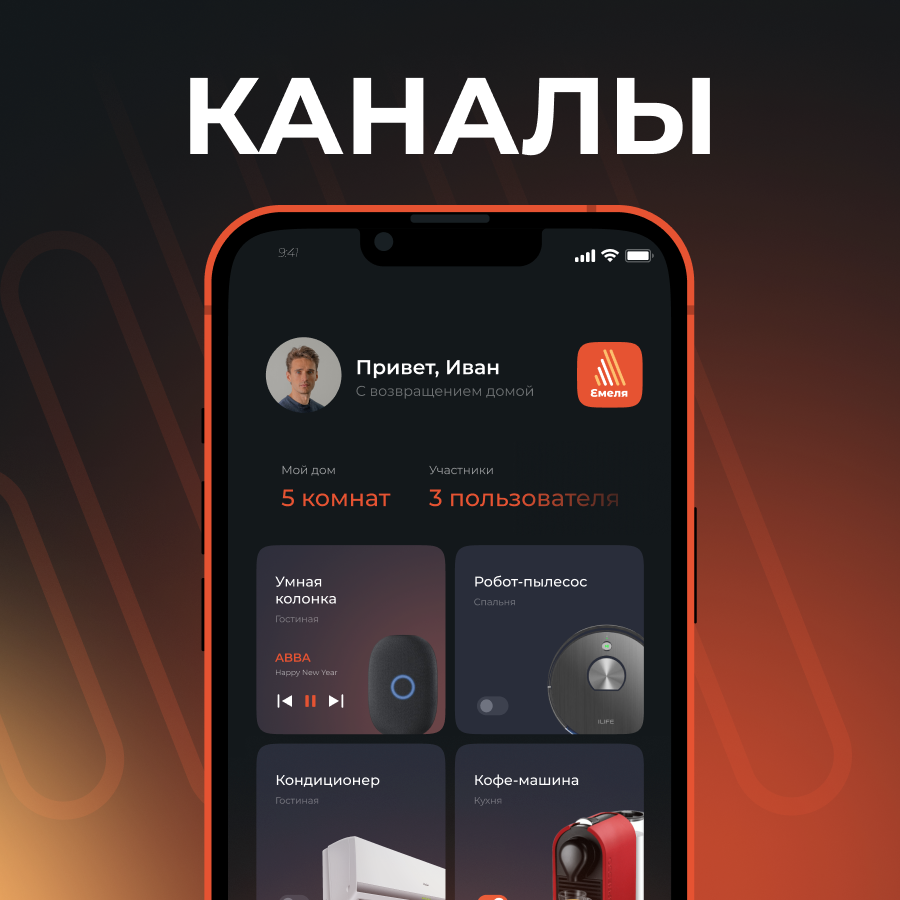 КАНАЛЫ
9:41
Привет, Иван
С возвращением домой
Емеля
Мой дом
Участники
5 комнат
3 пользователя
Умная
колонка
Гостиная
ABBA
Happy New Year
Робот-пылесос
Спальня
ILIFE
Кондиционер
Гостиная
Кофе-машина
Кухня